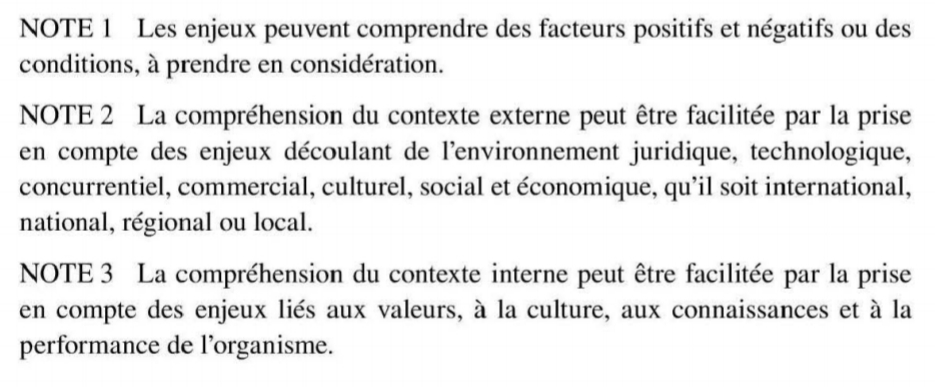 NOTE 1 Les enjeux peuvent comprendre des facteurs positifs et négatifs ou des
conditions, à prendre en considération.
NOTE 2 La compréhension du contexte externe peut être facilitée par la prise
en compte des enjeux découlant de l’environnement juridique, technologique,
concurrentiel, commercial, culturel, social et économique, qu’il soit international,
national, régional ou local.
NOTE 3 La compréhension du contexte interne peut être facilitée par la prise
en compte des enjeux liés aux valeurs, à la culture, aux connaissances et à la
performance de l’organisme.